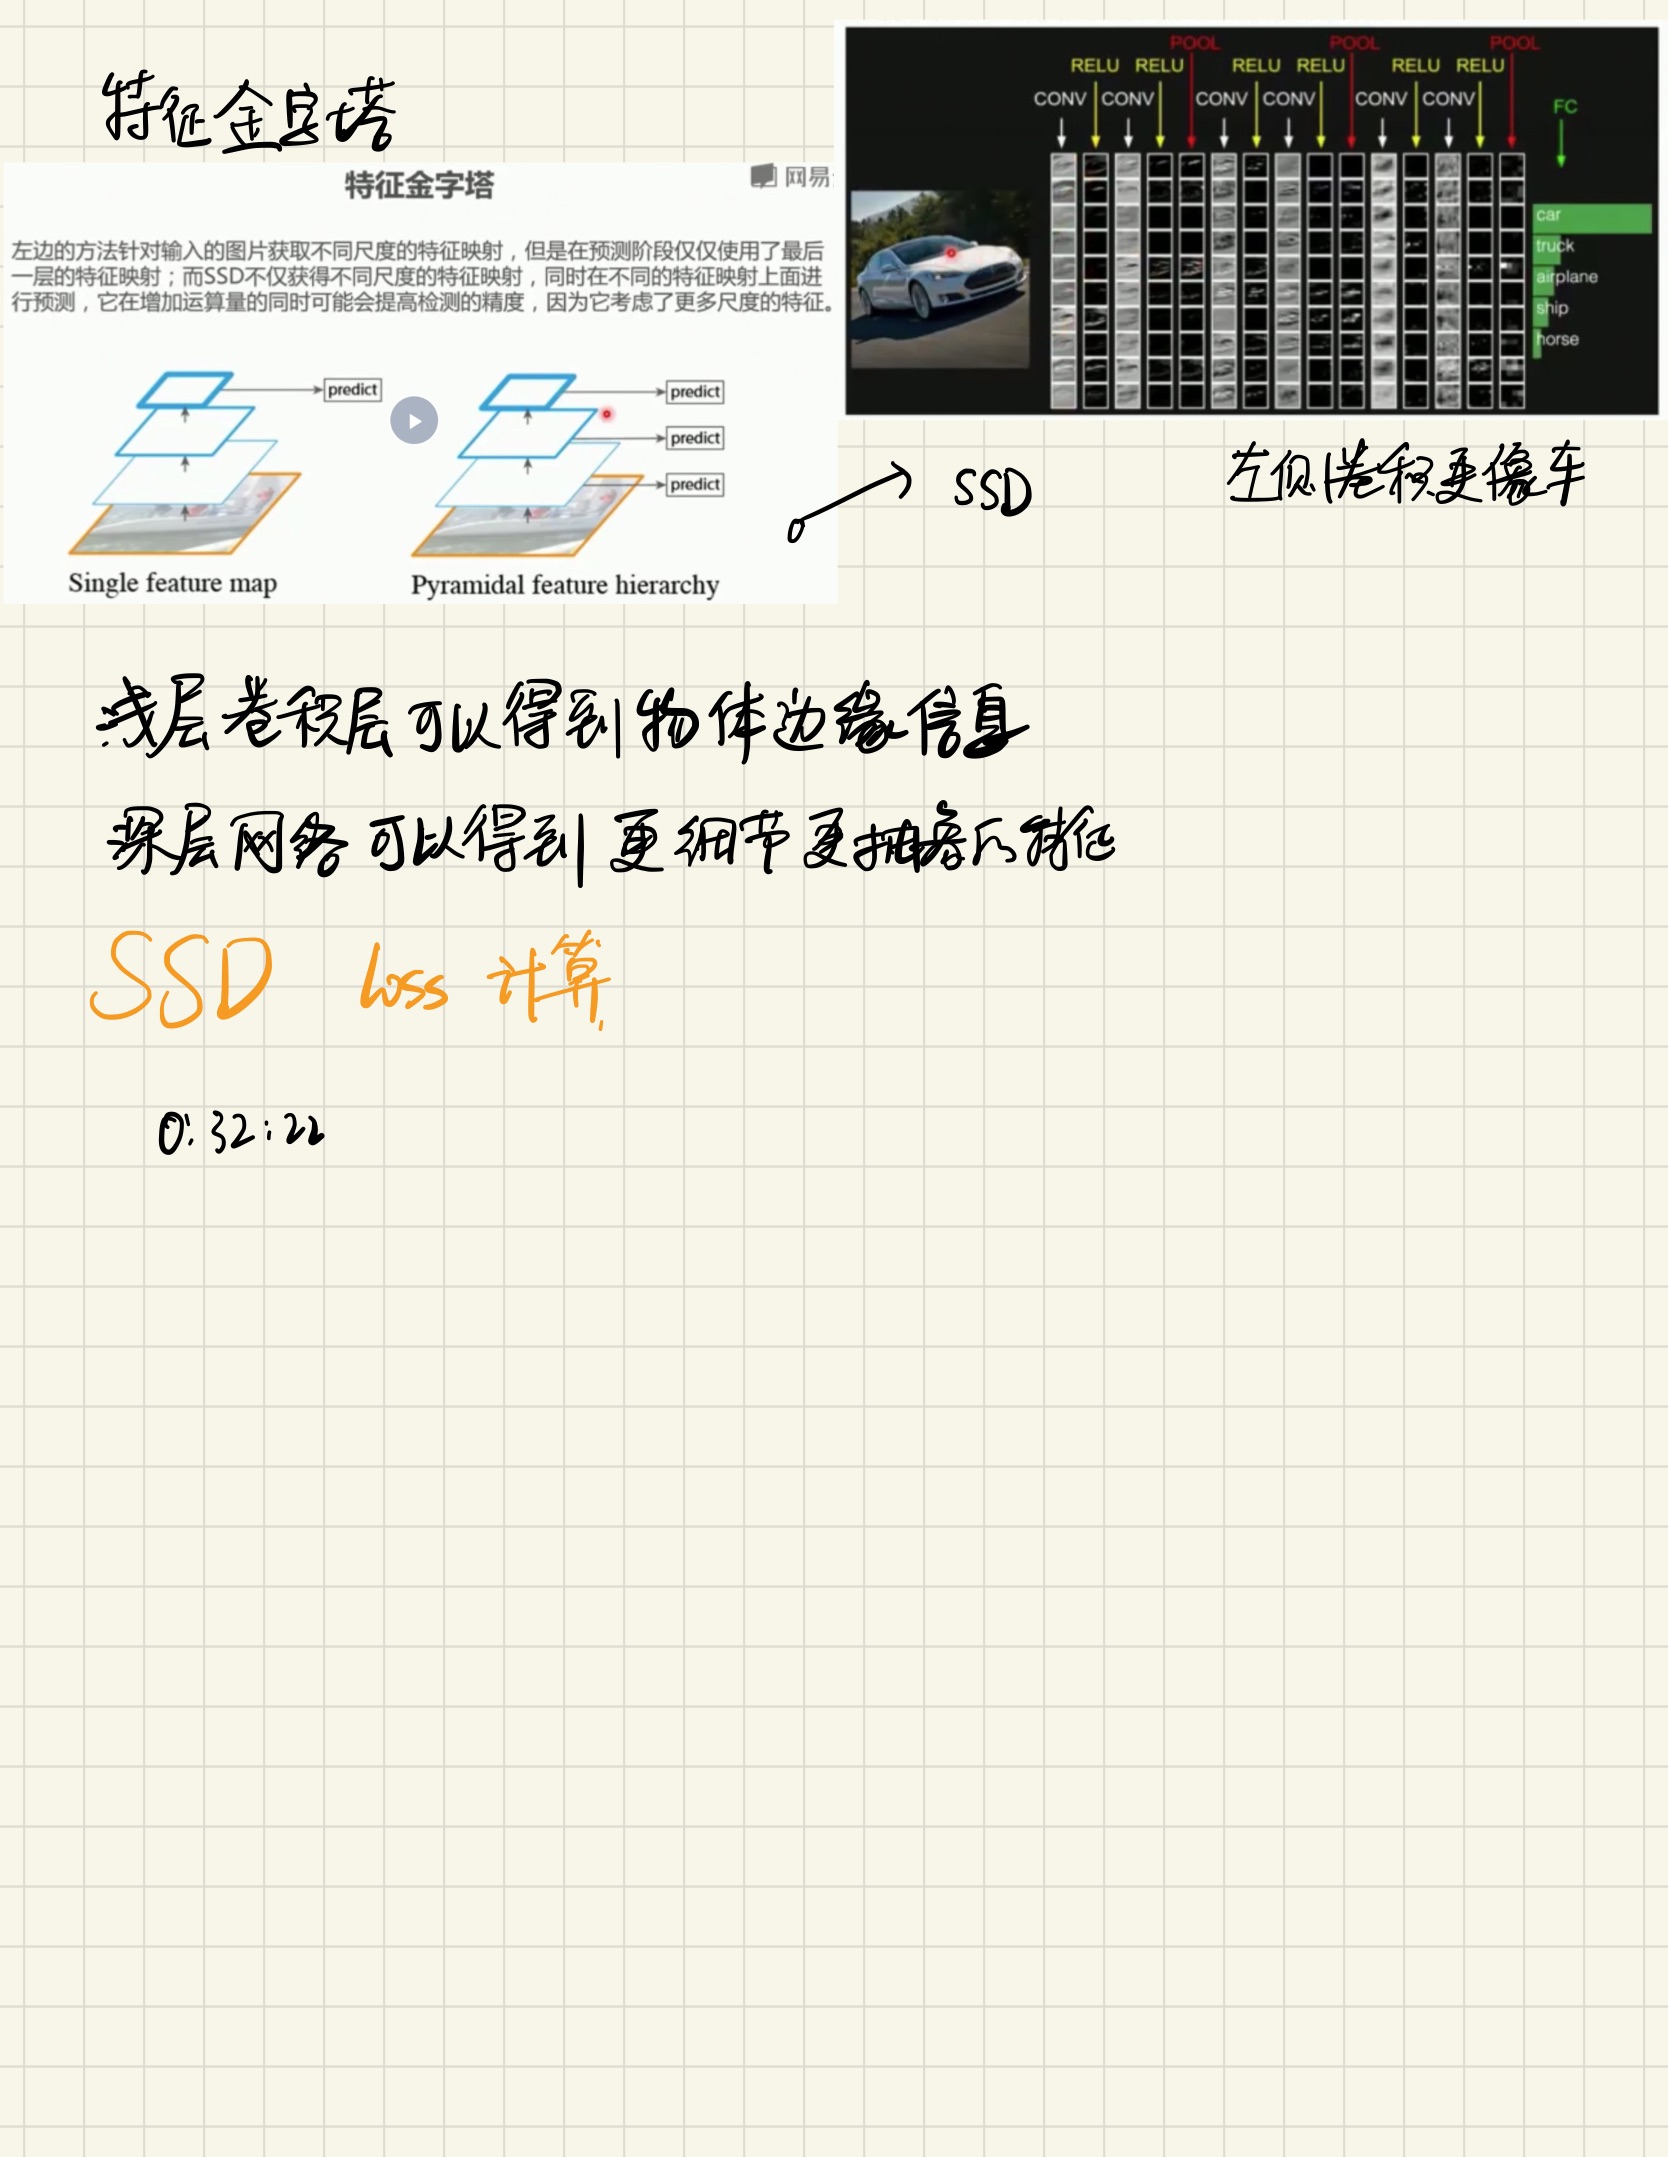 特征金字塔
特征金字塔
网易
左边的方法针对输入的图片获取不同尺度的特征映射，但是在预测阶段仅仅使用了最后
一层的特征映射；而SSD不仅获得不同尺度的特征映射，同时在不同的特征映射上面进
行预测，它在增加运算量的同时可能会提高检测的精度，因为它考虑了更多尺度的特征。
predict
predict
predict
predict
Single feature map
Pyramidal feature hierarchy
POOL POOL POOL
RELU RELU RELU RELU RELU RELU
CONV CONV CONV CONV CONV CONV
FC
car
truck
airplane
ship
horse
SSD
左侧卷积更像车
浅层卷积层可以得到物体边缘信息
深层网络可以得到更细节更抽象的特征
SSD Loss 计算
0:32:22